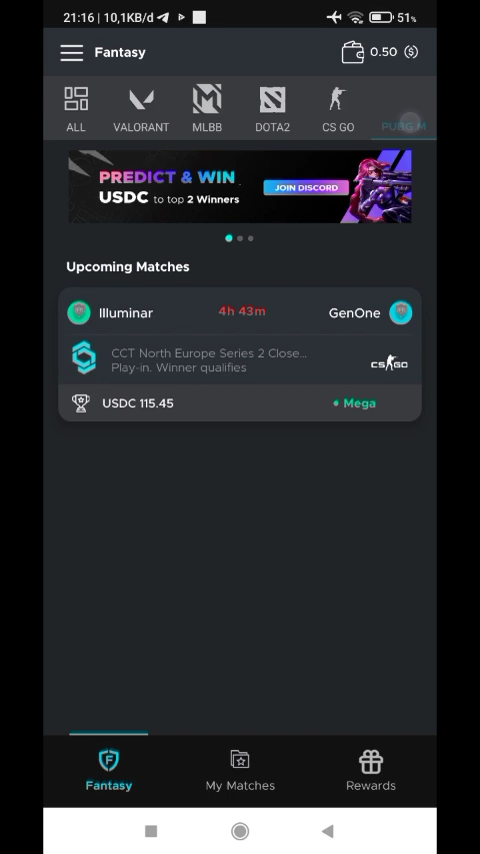 21:16 | 10,1KB/d 51%
Fantasy 0.50
ALL VALORANT MLBB DOTA2 CS GO PUBG M
PREDICT & WIN
USDC to top 2 Winners
JOIN DISCORD
Upcoming Matches
Illuminar 4h 43m GenOne
CCT North Europe Series 2 Close...
Play-in. Winner qualifies
CS GO
USDC 115.45 Mega
Fantasy My Matches Rewards